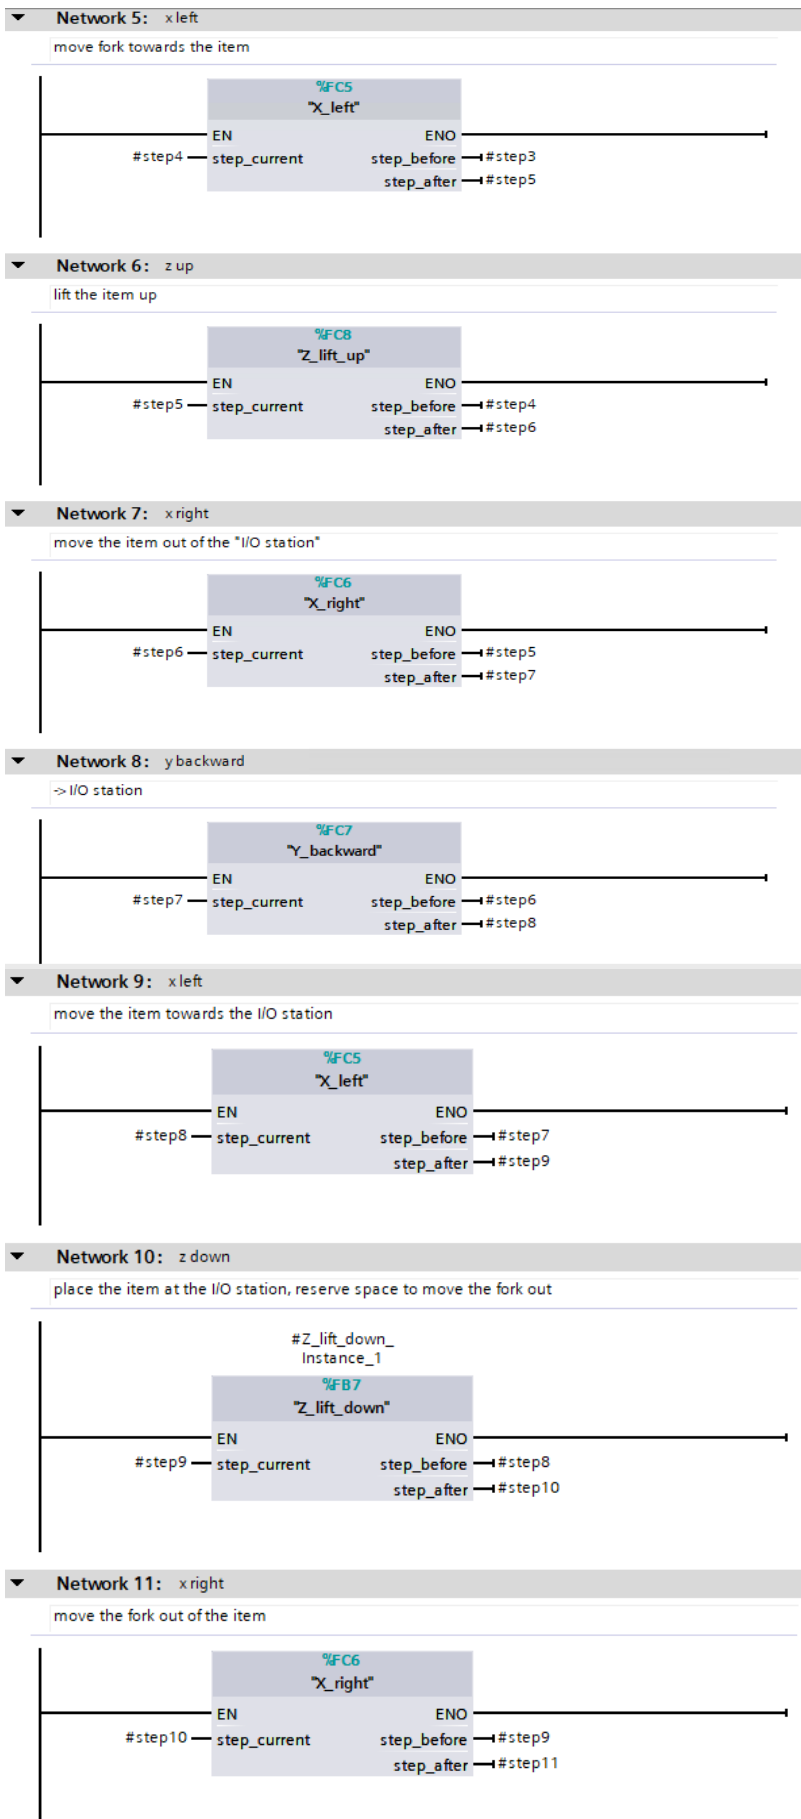 Network 5: x left
move fork towards the item
%FC5
"X_left"
EN ENO
#step4 step_current step_before #step3
step_after #step5
Network 6: z up
lift the item up
%FC8
"Z_lift_up"
EN ENO
#step5 step_current step_before #step4
step_after #step6
Network 7: x right
move the item out of the "I/O station"
%FC6
"X_right"
EN ENO
#step6 step_current step_before #step5
step_after #step7
Network 8: y backward
-> I/O station
%FC7
"Y_backward"
EN ENO
#step7 step_current step_before #step6
step_after #step8
Network 9: x left
move the item towards the I/O station
%FC5
"X_left"
EN ENO
#step8 step_current step_before #step7
step_after #step9
Network 10: z down
place the item at the I/O station, reserve space to move the fork out
#Z_lift_down_
Instance_1
%FB7
"Z_lift_down"
EN ENO
#step9 step_current step_before #step8
step_after #step10
Network 11: x right
move the fork out of the item
%FC6
"X_right"
EN ENO
#step10 step_current step_before #step9
step_after #step11